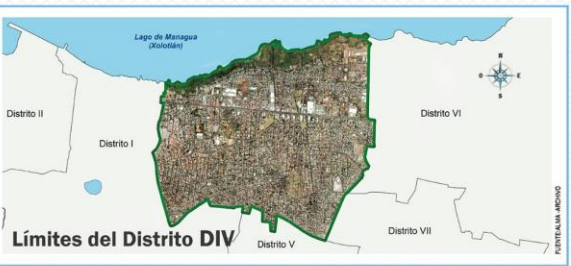 Lago de Managua
(Xolotlán)
N
O
E
S
Distrito II
Distrito I
Distrito VI
Límites del Distrito DIV
Distrito V
Distrito VII
FUENTE:ALMA-ARCHIVO